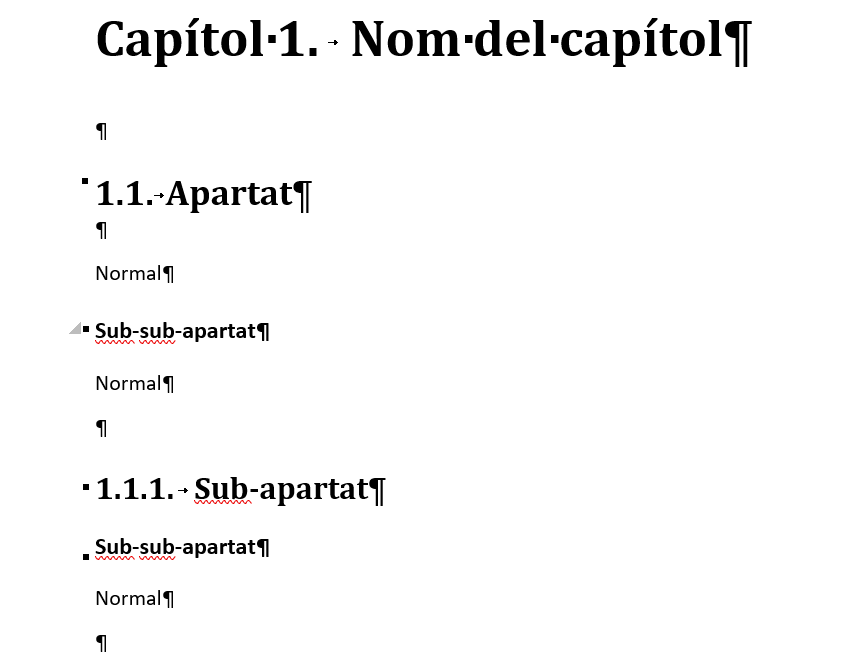 Capítol·1. → Nom·del·capítol¶
¶
1.1.→Apartat¶
¶
Normal¶
Sub-sub-apartat¶
Normal¶
¶
1.1.1.→ Sub-apartat¶
Sub-sub-apartat¶
Normal¶
¶